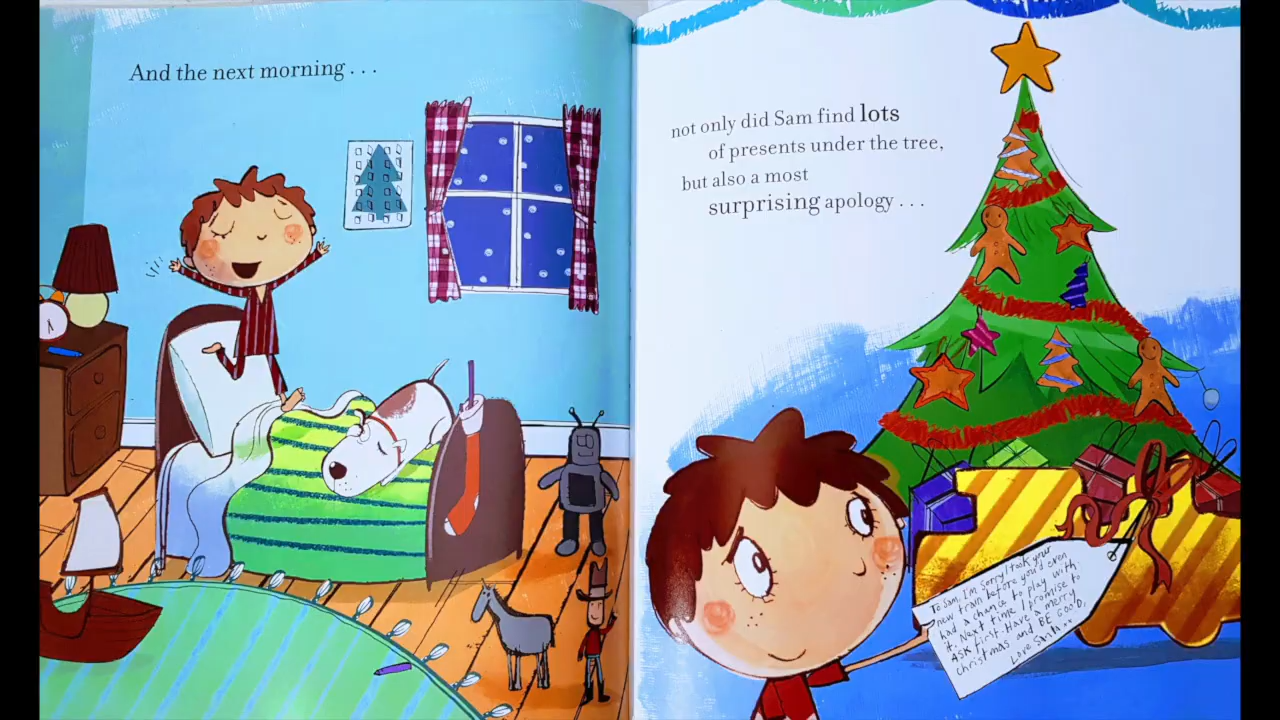 And the next morning . . .
not only did Sam find lots
of presents under the tree,
but also a most
surprising apology . . .
To Sam, I'm sorry I took your
new train before you'd even
had a chance to play with
it. Next time I promise to
ASK first. Have a merry
christmas and BE GOOD,
Love Santa xx